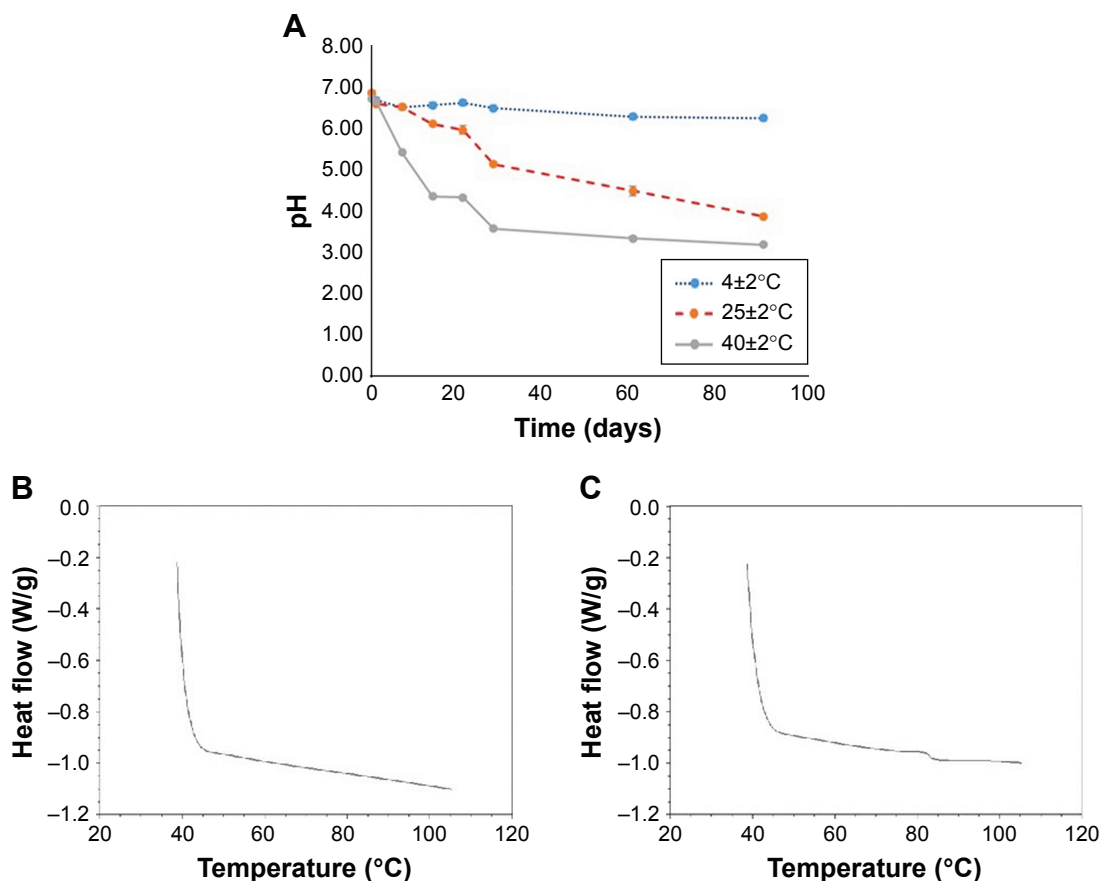 A
8.00
7.00
6.00
5.00
4.00
3.00
2.00
1.00
0.00
pH
0 20 40 60 80 100
Time (days)
4±2°C
25±2°C
40±2°C
B
0.0
–0.2
–0.4
–0.6
–0.8
–1.0
–1.2
Heat flow (W/g)
20 40 60 80 100 120
Temperature (°C)
C
0.0
–0.2
–0.4
–0.6
–0.8
–1.0
–1.2
Heat flow (W/g)
20 40 60 80 100 120
Temperature (°C)